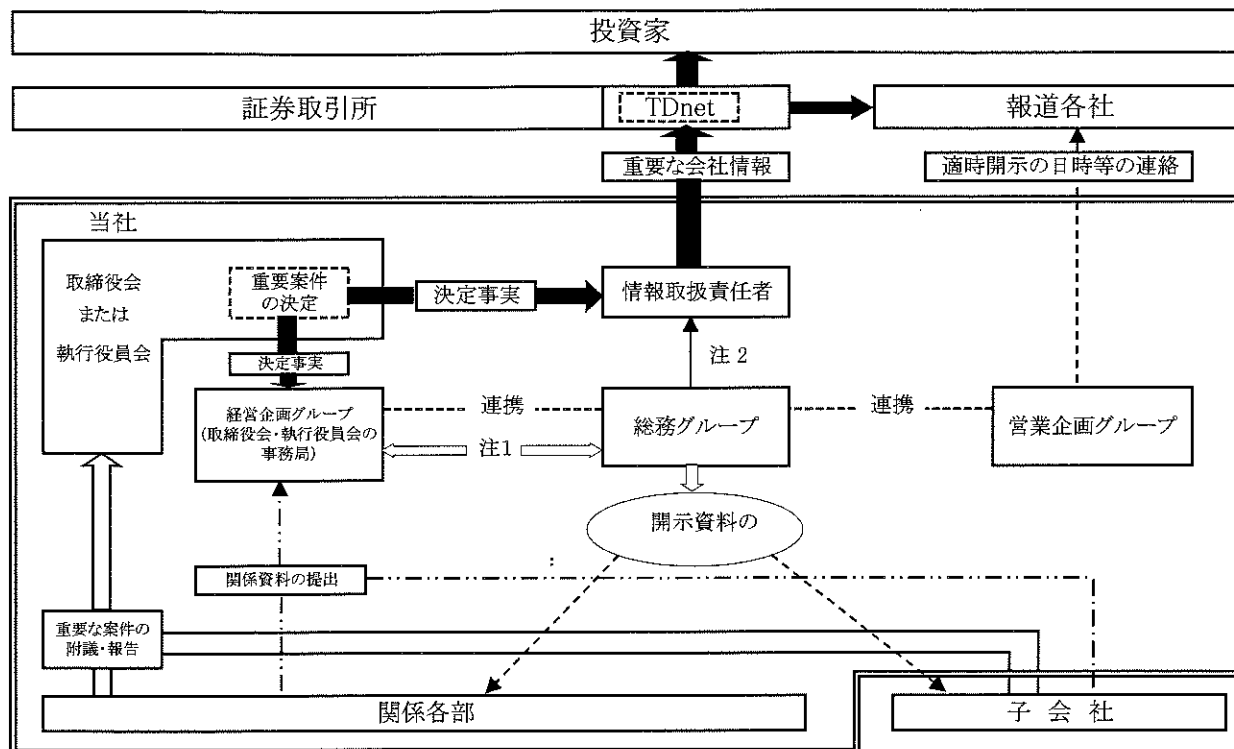 投資家
証券取引所
TDnet
報道各社
重要な会社情報
適時開示の日時等の連絡
当社
取締役会
または
執行役員会
重要案件
の決定
決定事実
情報取扱責任者
決定事実
注2
経営企画グループ
(取締役会・執行役員会の
事務局)
連携
注1
総務グループ
連携
営業企画グループ
開示資料の
関係資料の提出
重要な案件の
附議・報告
関係各部
子 会 社